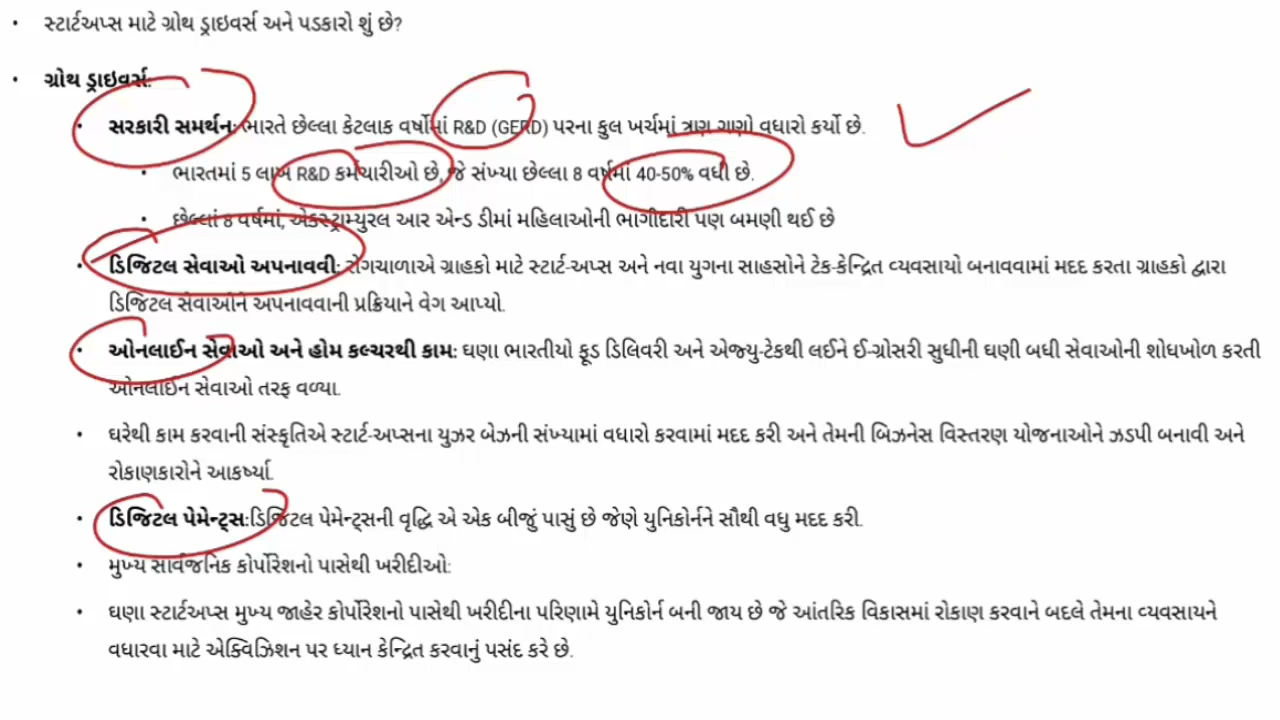 • સ્ટાર્ટઅપ્સ માટે ગ્રોથ ડ્રાઇવર્સ અને પડકારો શું છે?
• ગ્રોથ ડ્રાઇવર્સ:
• સરકારી સમર્થન: ભારતે છેલ્લા કેટલાક વર્ષોમાં R&D (GERD) પરના કુલ ખર્ચમાં ત્રણ ગણો વધારો કર્યો છે.
• ભારતમાં 5 લાખ R&D કર્મચારીઓ છે, જે સંખ્યા છેલ્લા 8 વર્ષમાં 40-50% વધી છે.
• છેલ્લાં 8 વર્ષમાં, એકસ્ટ્રામ્યુરલ આર એન્ડ ડીમાં મહિલાઓની ભાગીદારી પણ બમણી થઈ છે
• ડિજિટલ સેવાઓ અપનાવવી: રોગચાળાએ ગ્રાહકો માટે સ્ટાર્ટ-અપ્સ અને નવા યુગના સાહસોને ટેક-કેન્દ્રિત વ્યવસાયો બનાવવામાં મદદ કરતા ગ્રાહકો દ્વારા
ડિજિટલ સેવાઓને અપનાવવાની પ્રક્રિયાને વેગ આપ્યો.
• ઓનલાઈન સેવાઓ અને હોમ કલ્ચરથી કામ: ઘણા ભારતીયો ફૂડ ડિલિવરી અને એજ્યુ-ટેકથી લઈને ઈ-ગ્રોસરી સુધીની ઘણી બધી સેવાઓની શોધખોળ કરતી
ઓનલાઈન સેવાઓ તરફ વળ્યા.
• ઘરેથી કામ કરવાની સંસ્કૃતિએ સ્ટાર્ટ-અપ્સના યુઝર બેઝની સંખ્યામાં વધારો કરવામાં મદદ કરી અને તેમની બિઝનેસ વિસ્તરણ યોજનાઓને ઝડપી બનાવી અને
રોકાણકારોને આકર્ષ્યા.
• ડિજિટલ પેમેન્ટ્સ:ડિજિટલ પેમેન્ટ્સની વૃદ્ધિ એ એક બીજું પાસું છે જેણે યુનિકોર્નને સૌથી વધુ મદદ કરી.
• મુખ્ય સાર્વજનિક કોર્પોરેશનો પાસેથી ખરીદીઓ:
• ઘણા સ્ટાર્ટઅપ્સ મુખ્ય જાહેર કોર્પોરેશનો પાસેથી ખરીદીના પરિણામે યુનિકોર્ન બની જાય છે જે આંતરિક વિકાસમાં રોકાણ કરવાને બદલે તેમના વ્યવસાયને
વધારવા માટે એક્વિઝિશન પર ધ્યાન કેન્દ્રિત કરવાનું પસંદ કરે છે.